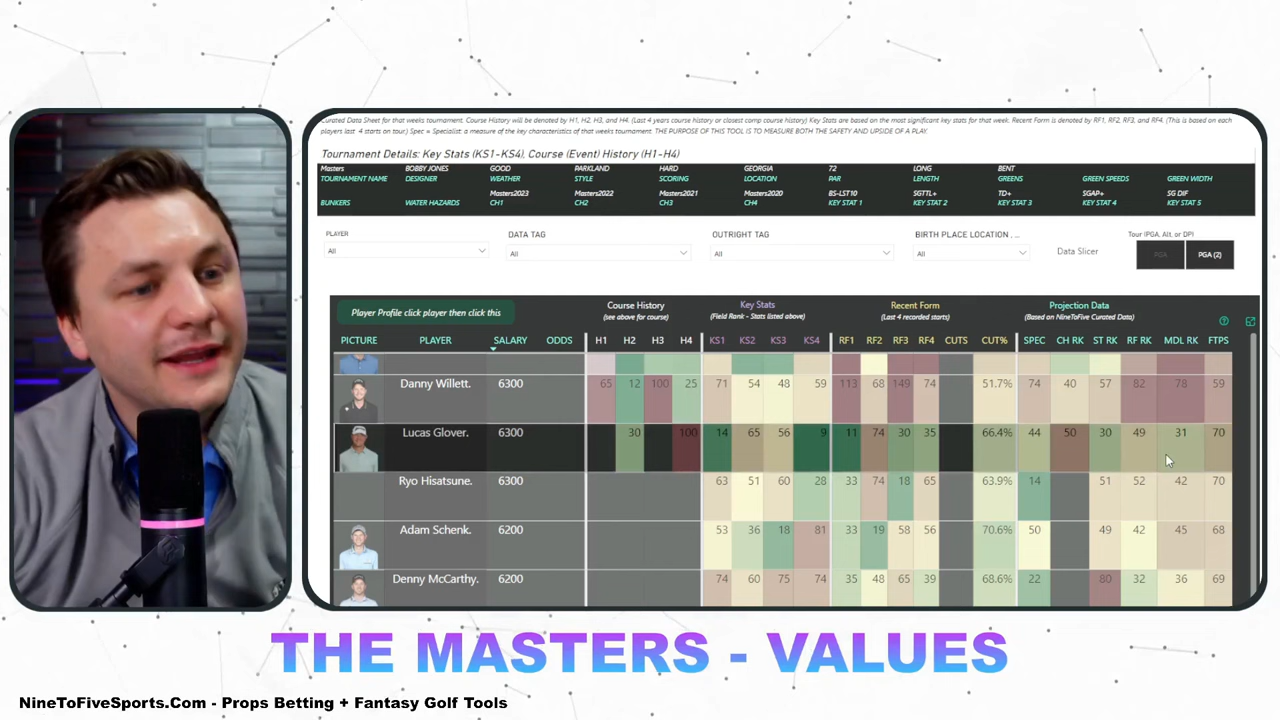 Curated Data Sheet for that weeks tournament. Course History will be denoted by H1, H2, H3, and H4. (Last 4 years course history or closest comp course history) Key Stats are based on the most significant key stats for that week. Recent Form is denoted by RF1, RF2, RF3, and RF4. (This is based on each
players last 4 starts on tour.) Spec = Specialist: a measure of the key characteristics of that weeks tournament. THE PURPOSE OF THIS TOOL IS TO MEASURE BOTH THE SAFETY AND UPSIDE OF A PLAY.
Tournament Details: Key Stats (KS1-KS4), Course (Event) History (H1-H4)
Masters BOBBY JONES GOOD PARKLAND HARD GEORGIA 72 LONG BENT
TOURNAMENT NAME DESIGNER WEATHER STYLE SCORING LOCATION PAR LENGTH GREENS GREEN SPEEDS GREEN WIDTH
Masters2023 Masters2022 Masters2021 Masters2020 BS-LST10 SGTTL+ TD+ SGAP+ SG DIF
BUNKERS WATER HAZARDS CH1 CH2 CH3 CH4 KEY STAT 1 KEY STAT 2 KEY STAT 3 KEY STAT 4 KEY STAT 5
PLAYER DATA TAG OUTRIGHT TAG BIRTH PLACE LOCATION , ... Tour (PGA, Alt, or DP)
All All All All Data Slicer PGA PGA (2)
Player Profile click player then click this Course History Key Stats Recent Form Projection Data
(see above for course) (Field Rank - Stats listed above) (Last 4 recorded starts) (Based on NineToFive Curated Data)
PICTURE PLAYER SALARY ODDS H1 H2 H3 H4 KS1 KS2 KS3 KS4 RF1 RF2 RF3 RF4 CUTS CUT% SPEC CH RK ST RK RF RK MDL RK FTPS
Danny Willett. 6300 65 12 100 25 71 54 48 59 113 68 149 74 51.7% 74 40 57 82 78 59
Lucas Glover. 6300 30 100 14 65 56 9 11 74 30 35 66.4% 44 50 30 49 31 70
Ryo Hisatsune. 6300 63 51 60 28 33 74 18 65 63.9% 14 51 52 42 70
Adam Schenk. 6200 53 36 18 81 33 19 58 56 70.6% 50 49 42 45 68
Denny McCarthy. 6200 74 60 75 74 35 48 65 39 68.6% 22 80 32 36 69
THE MASTERS - VALUES
NineToFiveSports.Com - Props Betting + Fantasy Golf Tools